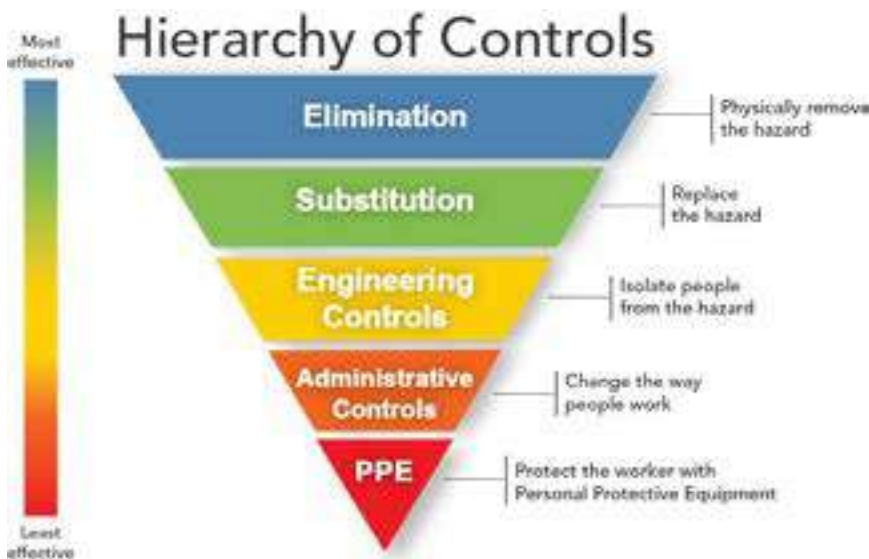 Hierarchy of Controls
Most
effective
Elimination
Physically remove
the hazard
Substitution
Replace
the hazard
Engineering
Controls
Isolate people
from the hazard
Administrative
Controls
Change the way
people work
PPE
Protect the worker with
Personal Protective Equipment
Least
effective